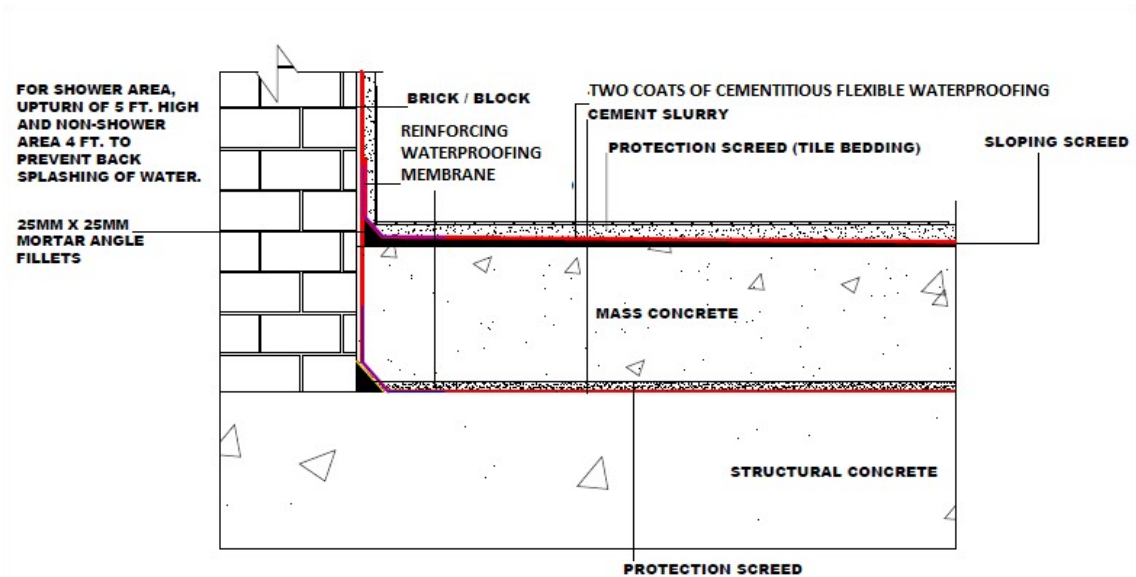 FOR SHOWER AREA,
UPTURN OF 5 FT. HIGH
AND NON-SHOWER
AREA 4 FT. TO
PREVENT BACK
SPLASHING OF WATER.
25MM X 25MM
MORTAR ANGLE
FILLETS
BRICK / BLOCK
REINFORCING
WATERPROOFING
MEMBRANE
TWO COATS OF CEMENTITIOUS FLEXIBLE WATERPROOFING
CEMENT SLURRY
PROTECTION SCREED (TILE BEDDING)
SLOPING SCREED
MASS CONCRETE
STRUCTURAL CONCRETE
PROTECTION SCREED